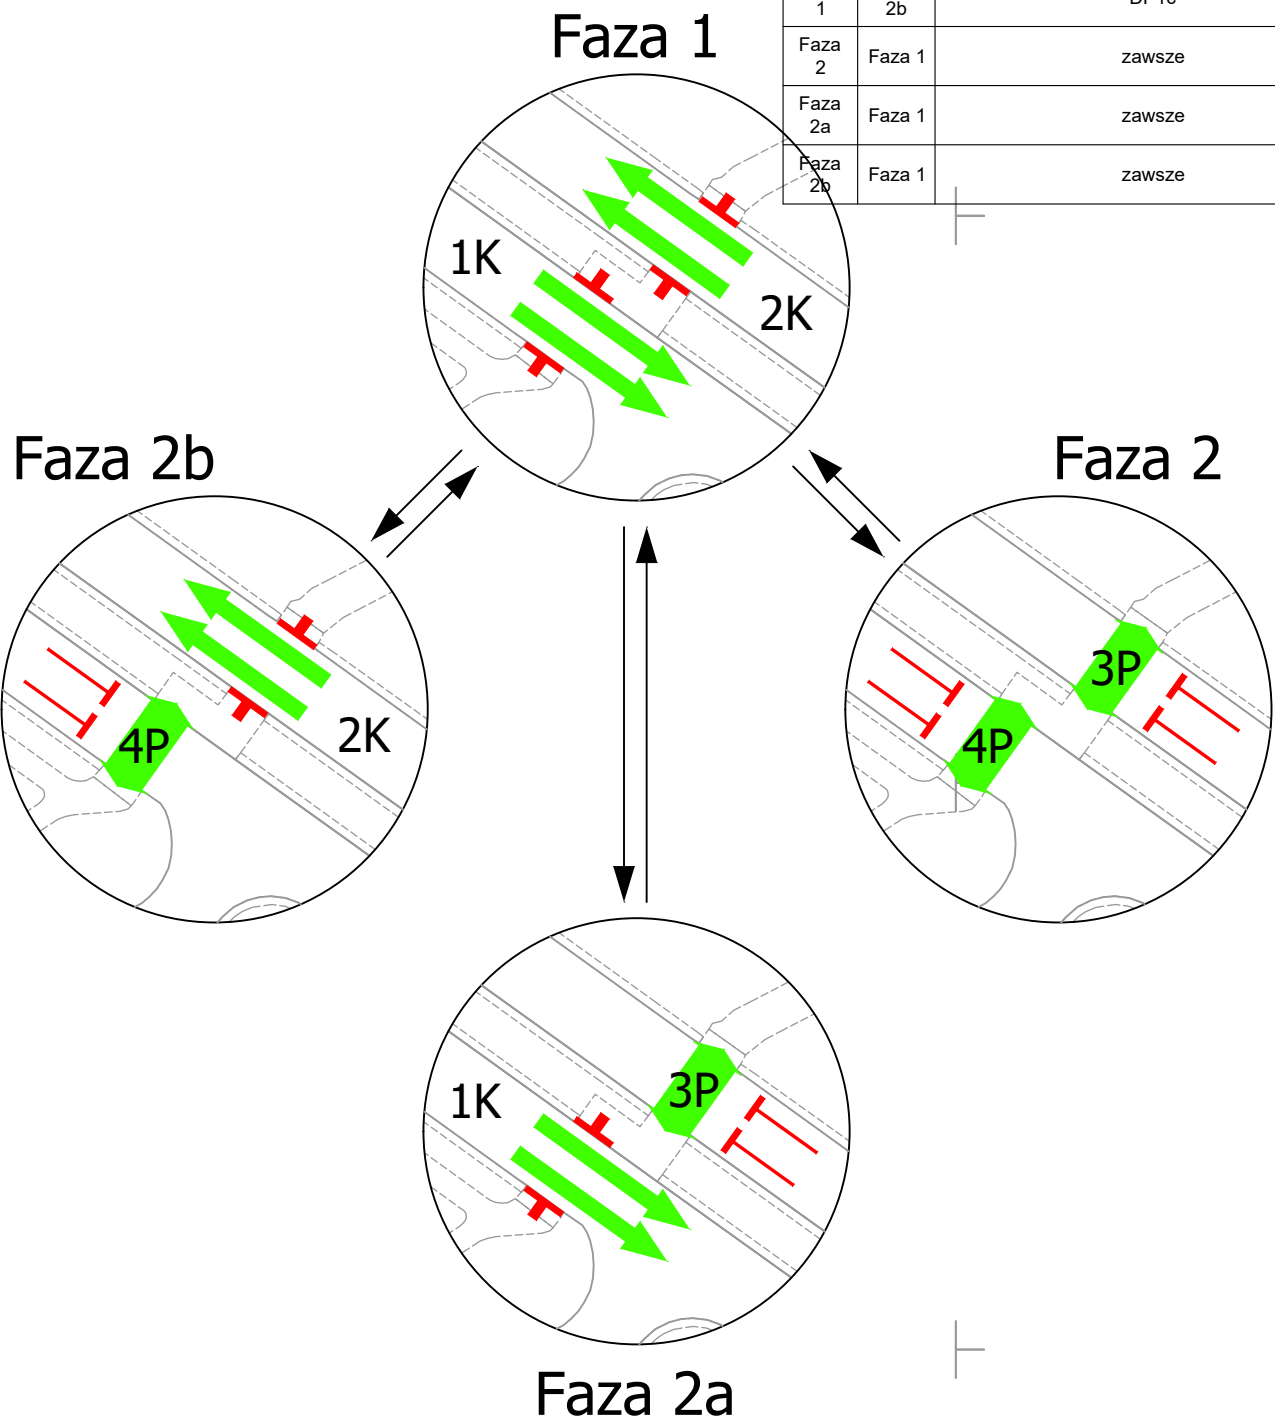 Faza 1
1 2b
Faza 2 Faza 1 zawsze
Faza 2a Faza 1 zawsze
Faza 2b Faza 1 zawsze
1K
2K
Faza 2b
Faza 2
4P
2K
3P
4P
1K
3P
Faza 2a